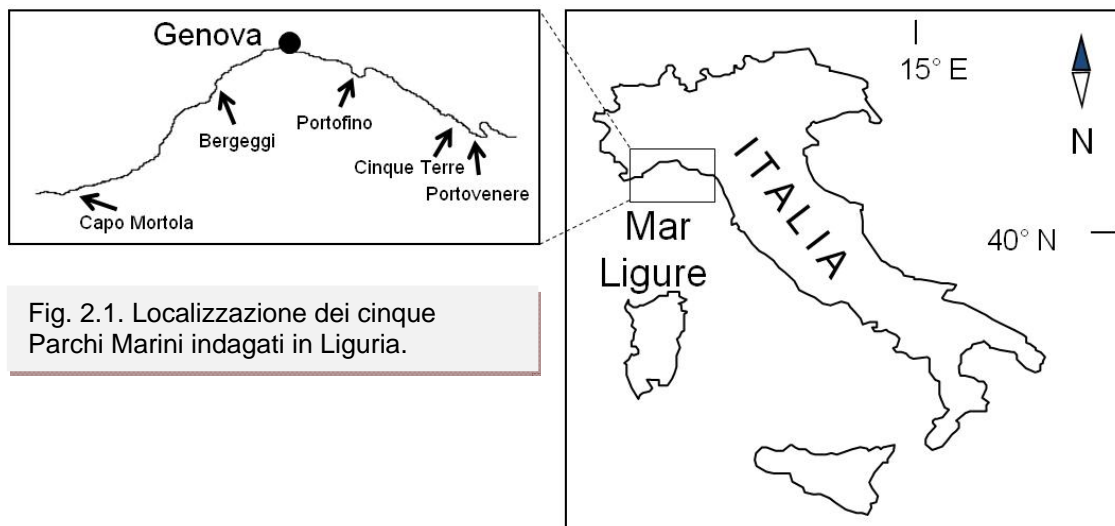 Genova
Bergeggi
Portofino
Cinque Terre
Portovenere
Capo Mortola
Fig. 2.1. Localizzazione dei cinque
Parchi Marini indagati in Liguria.
15° E
N
ITALIA
40° N
Mar
Ligure